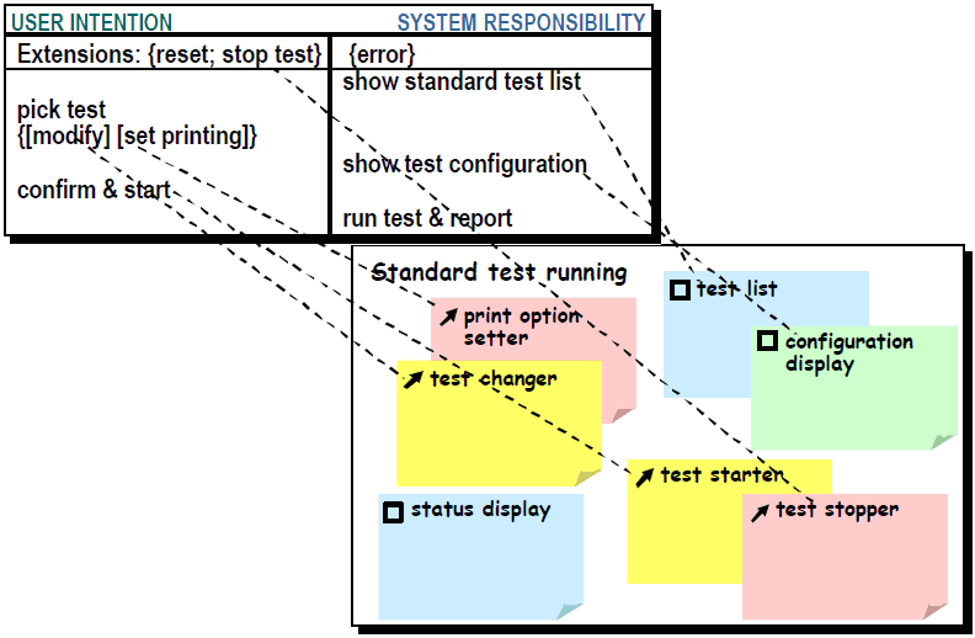 USER INTENTION
SYSTEM RESPONSIBILITY
Extensions: {reset; stop test}
{error}
show standard test list
pick test
{[modify] [set printing]}
show test configuration
confirm & start
run test & report
Standard test running
test list
print option
setter
configuration
display
test changer
test starter
status display
test stopper